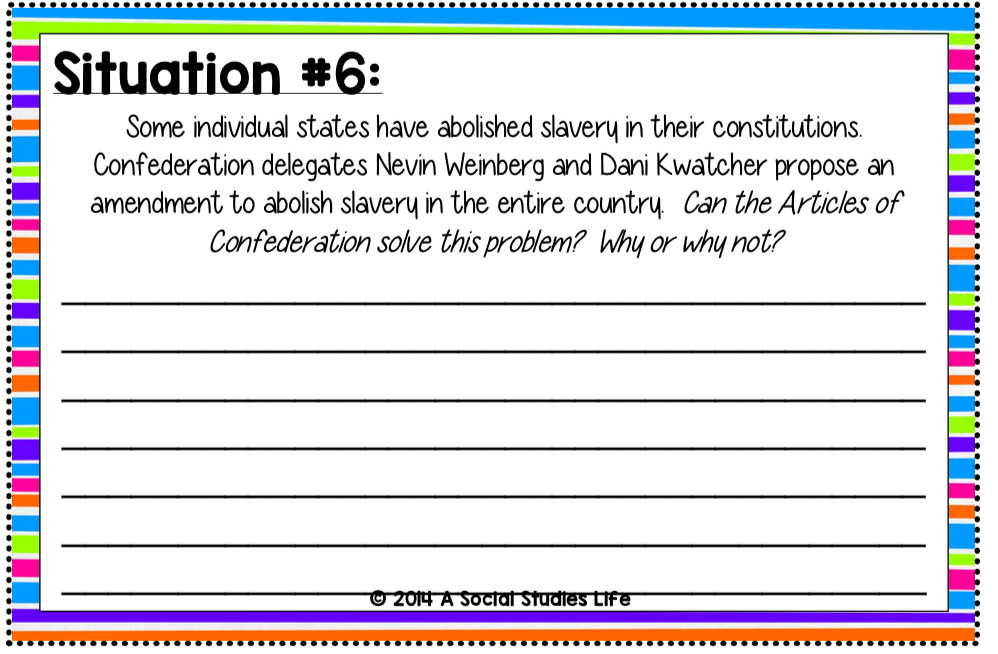 Situation #6:
Some individual states have abolished slavery in their constitutions.
Confederation delegates Nevin Weinberg and Dani Kwatcher propose an
amendment to abolish slavery in the entire country. Can the Articles of
Confederation solve this problem? Why or why not?
© 2014 A Social Studies Life